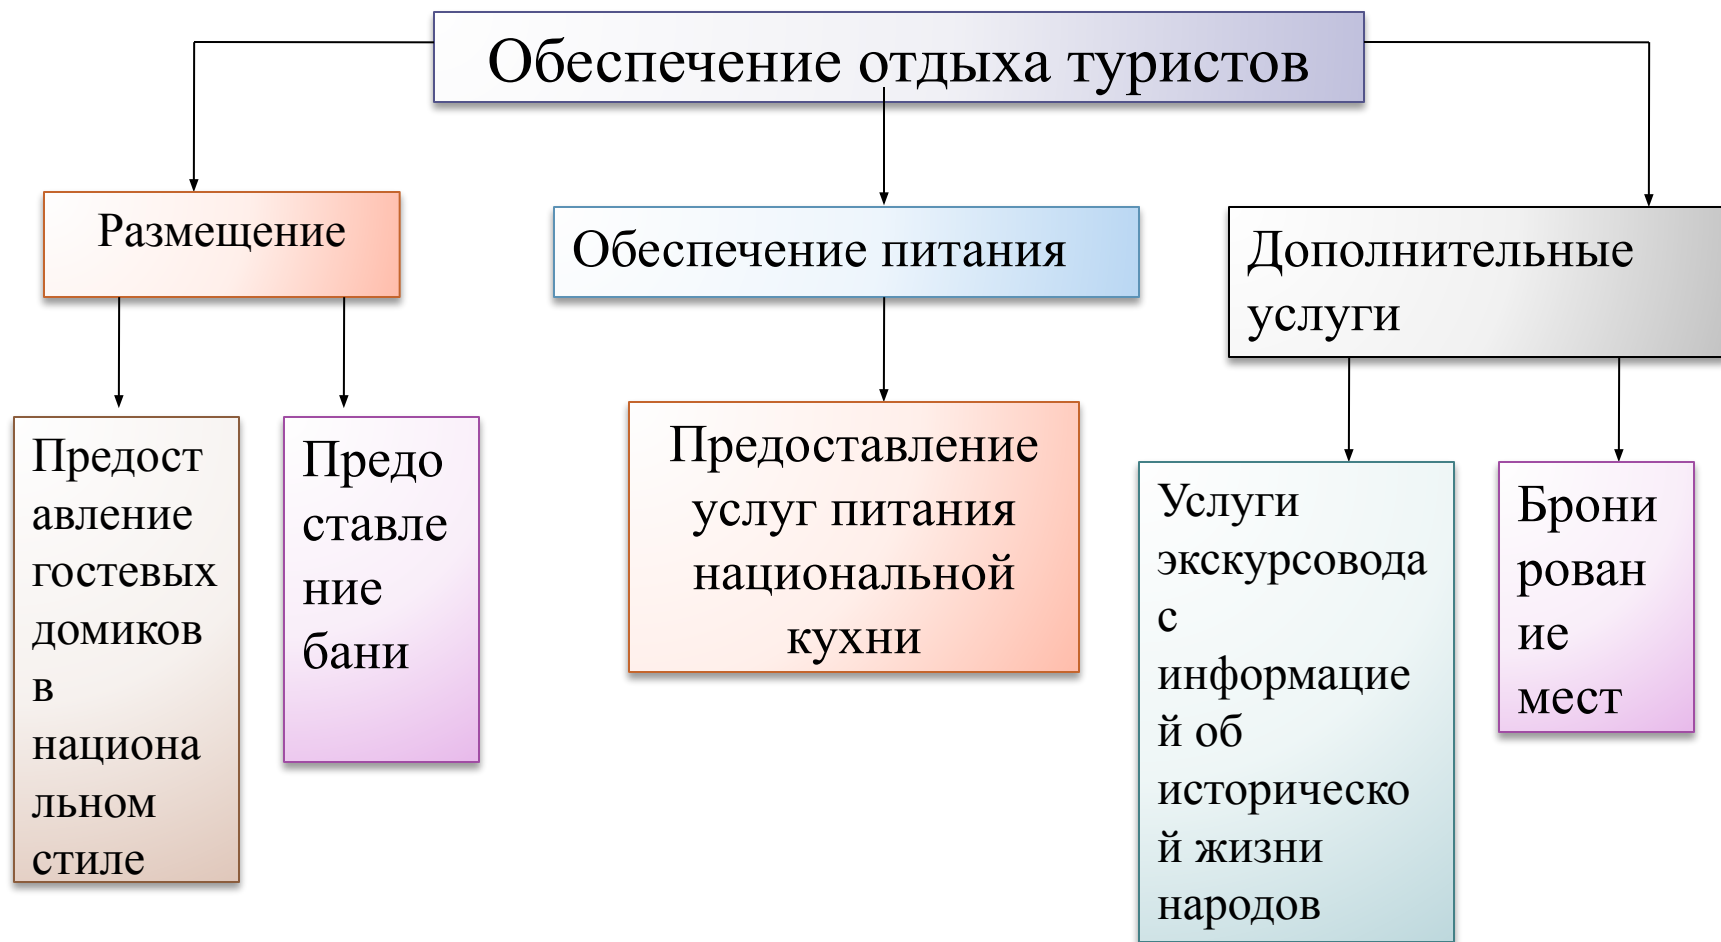 Обеспечение отдыха туристов
Размещение
Обеспечение питания
Дополнительные
услуги
Предост
авление
гостевых
домиков
в
национа
льном
стиле
Предо
ставле
ние
бани
Предоставление
услуг питания
национальной
кухни
Услуги
экскурсовода
с
информацие
й об
историческо
й жизни
народов
Брони
рован
ие
мест